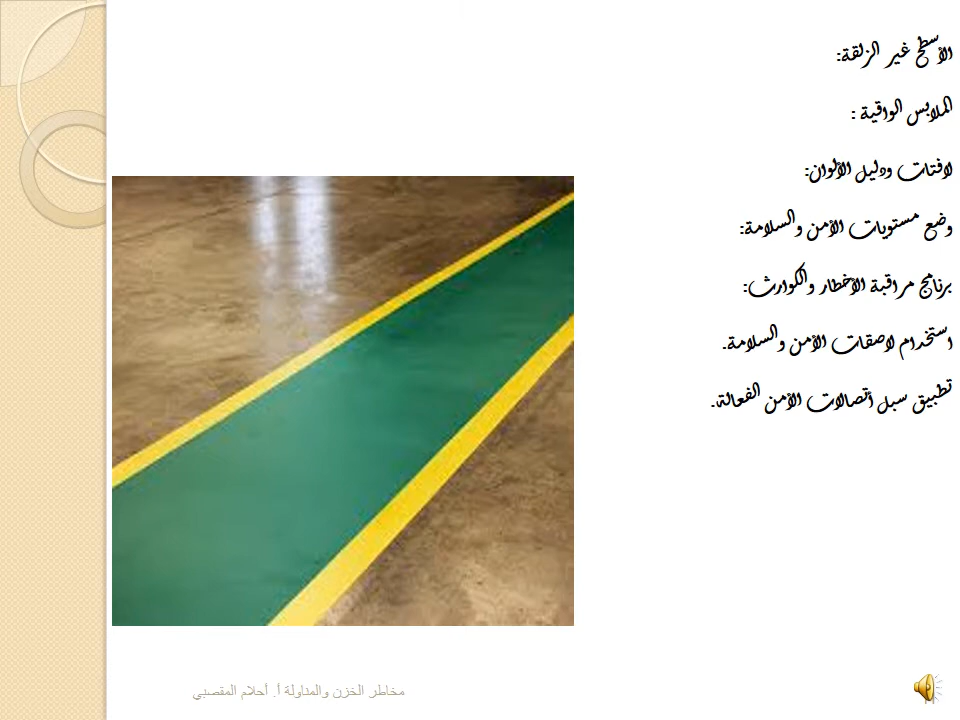 الأسطح غير الزلقة:
الملابس الواقية :
لافتات ودليل الألوان:
وضع مستويات الأمن والسلامة:
برنامج مراقبة الأخطار والكوارث:
استخدام لاصقات الأمن والسلامة.
تطبيق سبل أتصالات الأمن الفعالة.
مخاطر الخزن والمناولة أ. أحلام المقصبي